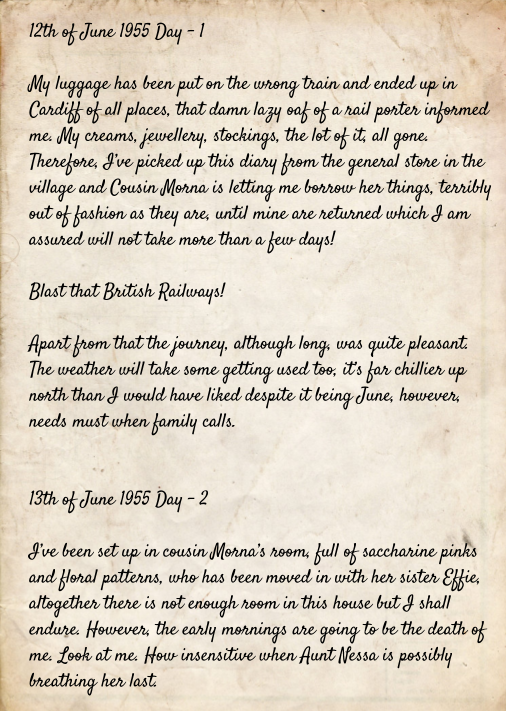 12th of June 1955 Day - 1
My luggage has been put on the wrong train and ended up in
Cardiff of all places, that damn lazy oaf of a rail porter informed
me. My creams, jewellery, stockings, the lot of it, all gone.
Therefore, I've picked up this diary from the general store in the
village and Cousin Morna is letting me borrow her things, terribly
out of fashion as they are, until mine are returned which I am
assured will not take more than a few days!
Blast that British Railways!
Apart from that the journey, although long, was quite pleasant.
The weather will take some getting used too, it's far chillier up
north than I would have liked despite it being June, however,
needs must when family calls.
13th of June 1955 Day - 2
I've been set up in cousin Morna's room, full of saccharine pinks
and floral patterns, who has been moved in with her sister Effie,
altogether there is not enough room in this house but I shall
endure. However, the early mornings are going to be the death of
me. Look at me. How insensitive when Aunt Nessa is possibly
breathing her last.